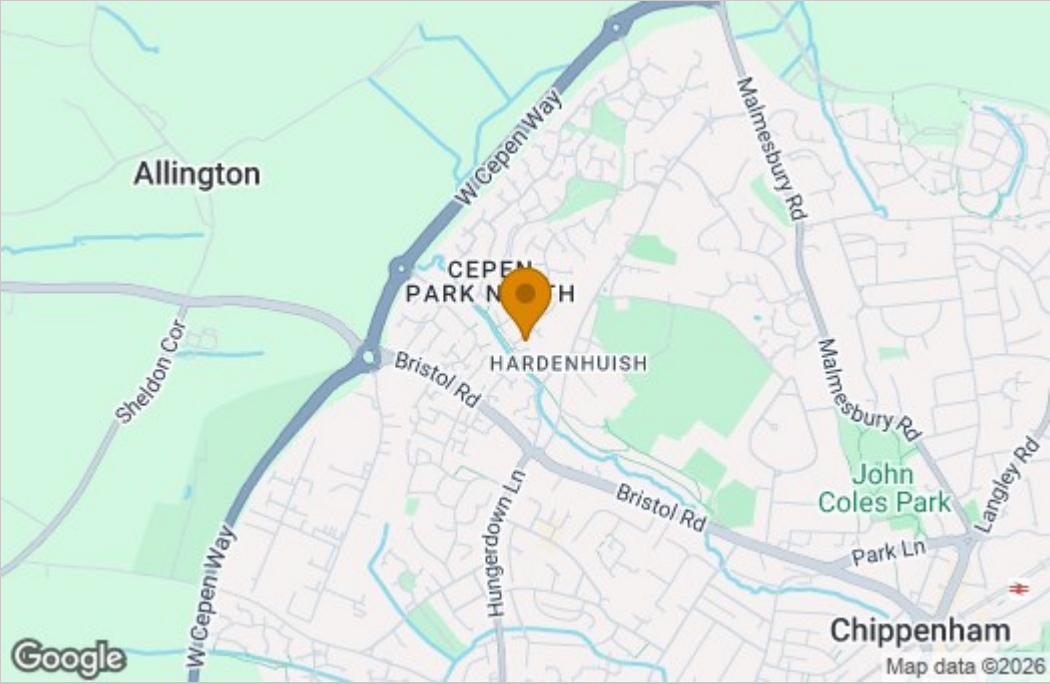 W Cepen Way
Malmesbury Rd
Allington
CEPEN
PARK N TH
HARDENHUISH
Sheldon Cor
Bristol Rd
Malmesbury Rd
John
Coles Park
Langley Rd
Hungerdown Ln
Bristol Rd
Park Ln
W Cepen Way
Chippenham
Google
Map data ©2026